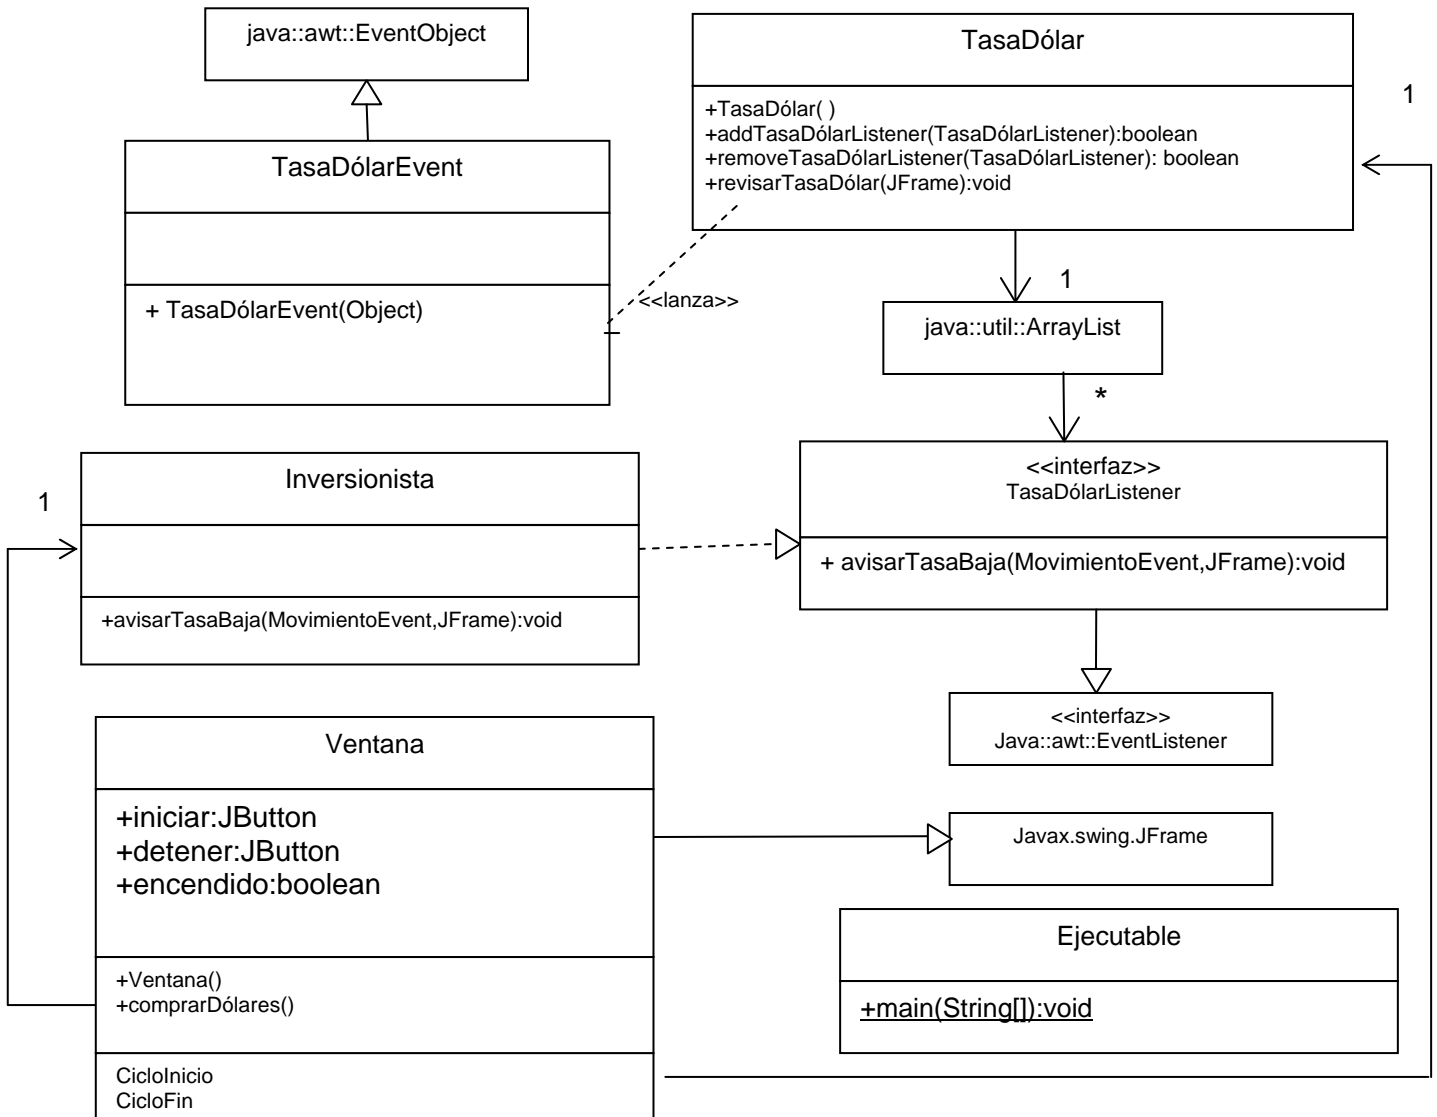 java::awt::EventObject
TasaDólar
1
+TasaDólar( )
+addTasaDólarListener(TasaDólarListener):boolean
+removeTasaDólarListener(TasaDólarListener): boolean
+revisarTasaDólar(JFrame):void
TasaDólarEvent
+ TasaDólarEvent(Object)
<<lanza>>
1
java::util::ArrayList
*
Inversionista
1
+avisarTasaBaja(MovimientoEvent,JFrame):void
<<interfaz>>
TasaDólarListener
+ avisarTasaBaja(MovimientoEvent,JFrame):void
<<interfaz>>
Java::awt::EventListener
Ventana
+iniciar:JButton
+detener:JButton
+encendido:boolean
+Ventana()
+comprarDólares()
CicloInicio
CicloFin
Javax.swing.JFrame
Ejecutable
+main(String[]):void